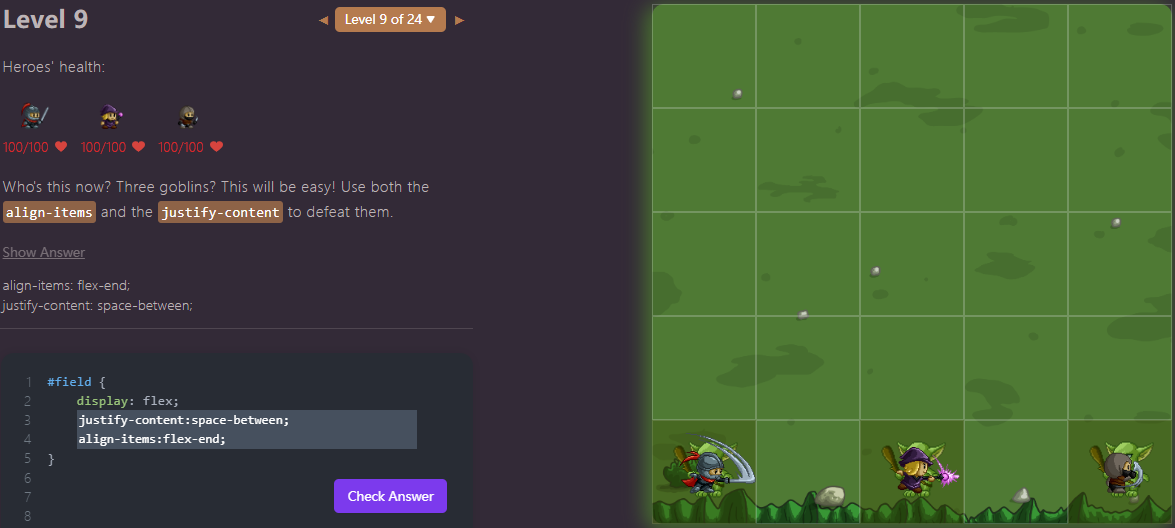 Level 9
◀ Level 9 of 24 ▼ ▶
Heroes' health:
100/100 100/100 100/100
Who's this now? Three goblins? This will be easy! Use both the
align-items and the justify-content to defeat them.
Show Answer
align-items: flex-end;
justify-content: space-between;
1 #field {
2 display: flex;
3 justify-content:space-between;
4 align-items:flex-end;
5 }
6
7
8
Check Answer